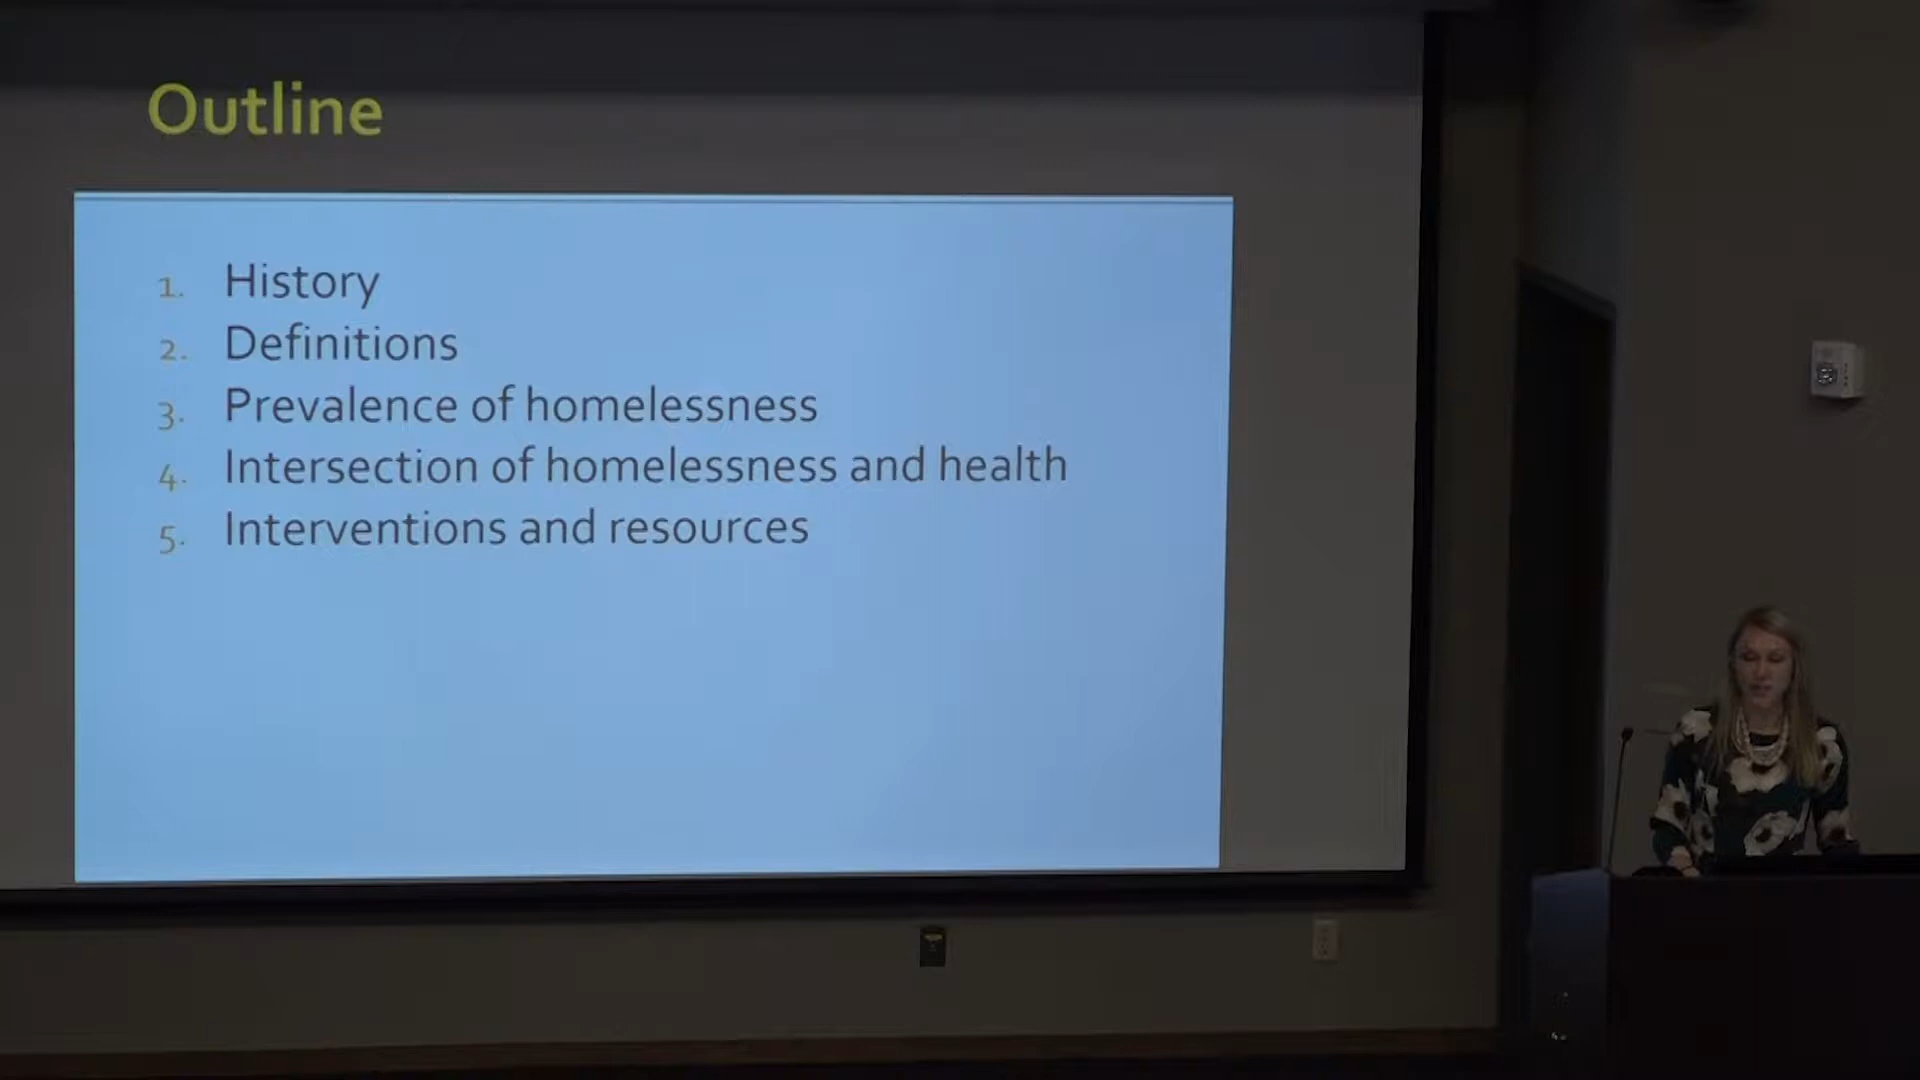 Outline
1. History
2. Definitions
3. Prevalence of homelessness
4. Intersection of homelessness and health
5. Interventions and resources